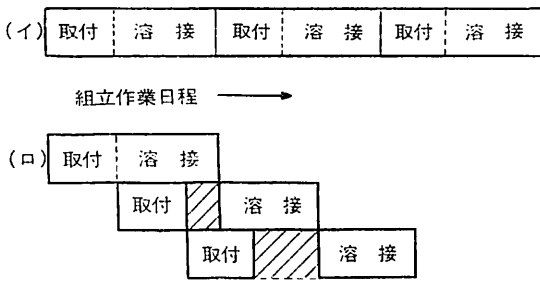 (イ) 取付 溶接 取付 溶接 取付 溶接
組立作業日程 →
(ロ) 取付 溶接
取付 溶接
取付 溶接